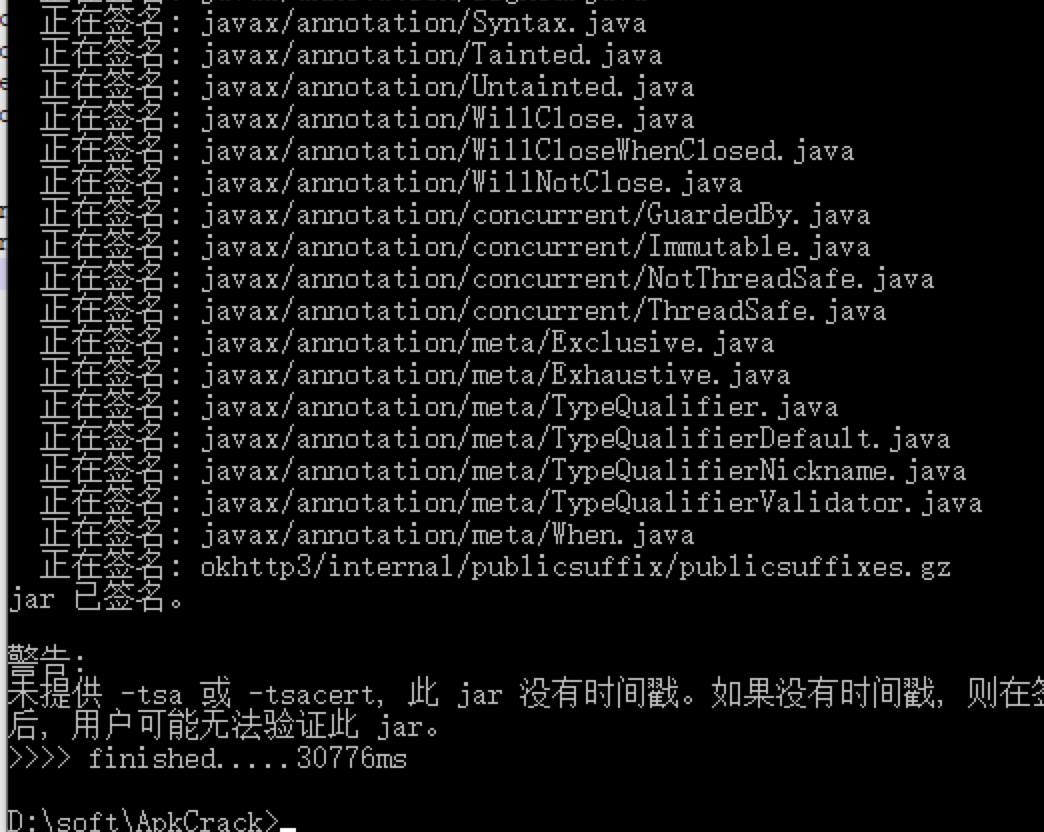 正在签名: javax/annotation/Syntax.java
正在签名: javax/annotation/Tainted.java
正在签名: javax/annotation/Untainted.java
正在签名: javax/annotation/WillClose.java
正在签名: javax/annotation/WillCloseWhenClosed.java
正在签名: javax/annotation/WillNotClose.java
正在签名: javax/annotation/concurrent/GuardedBy.java
正在签名: javax/annotation/concurrent/Immutable.java
正在签名: javax/annotation/concurrent/NotThreadSafe.java
正在签名: javax/annotation/concurrent/ThreadSafe.java
正在签名: javax/annotation/meta/Exclusive.java
正在签名: javax/annotation/meta/Exhaustive.java
正在签名: javax/annotation/meta/TypeQualifier.java
正在签名: javax/annotation/meta/TypeQualifierDefault.java
正在签名: javax/annotation/meta/TypeQualifierNickname.java
正在签名: javax/annotation/meta/TypeQualifierValidator.java
正在签名: javax/annotation/meta/When.java
正在签名: okhttp3/internal/publicsuffix/publicsuffixes.gz
jar 已签名。
警告:
未提供 -tsa 或 -tsacert, 此 jar 没有时间戳。如果没有时间戳, 则在签
后, 用户可能无法验证此 jar。
>>>> finished.....30776ms
D:\soft\ApkCrack>